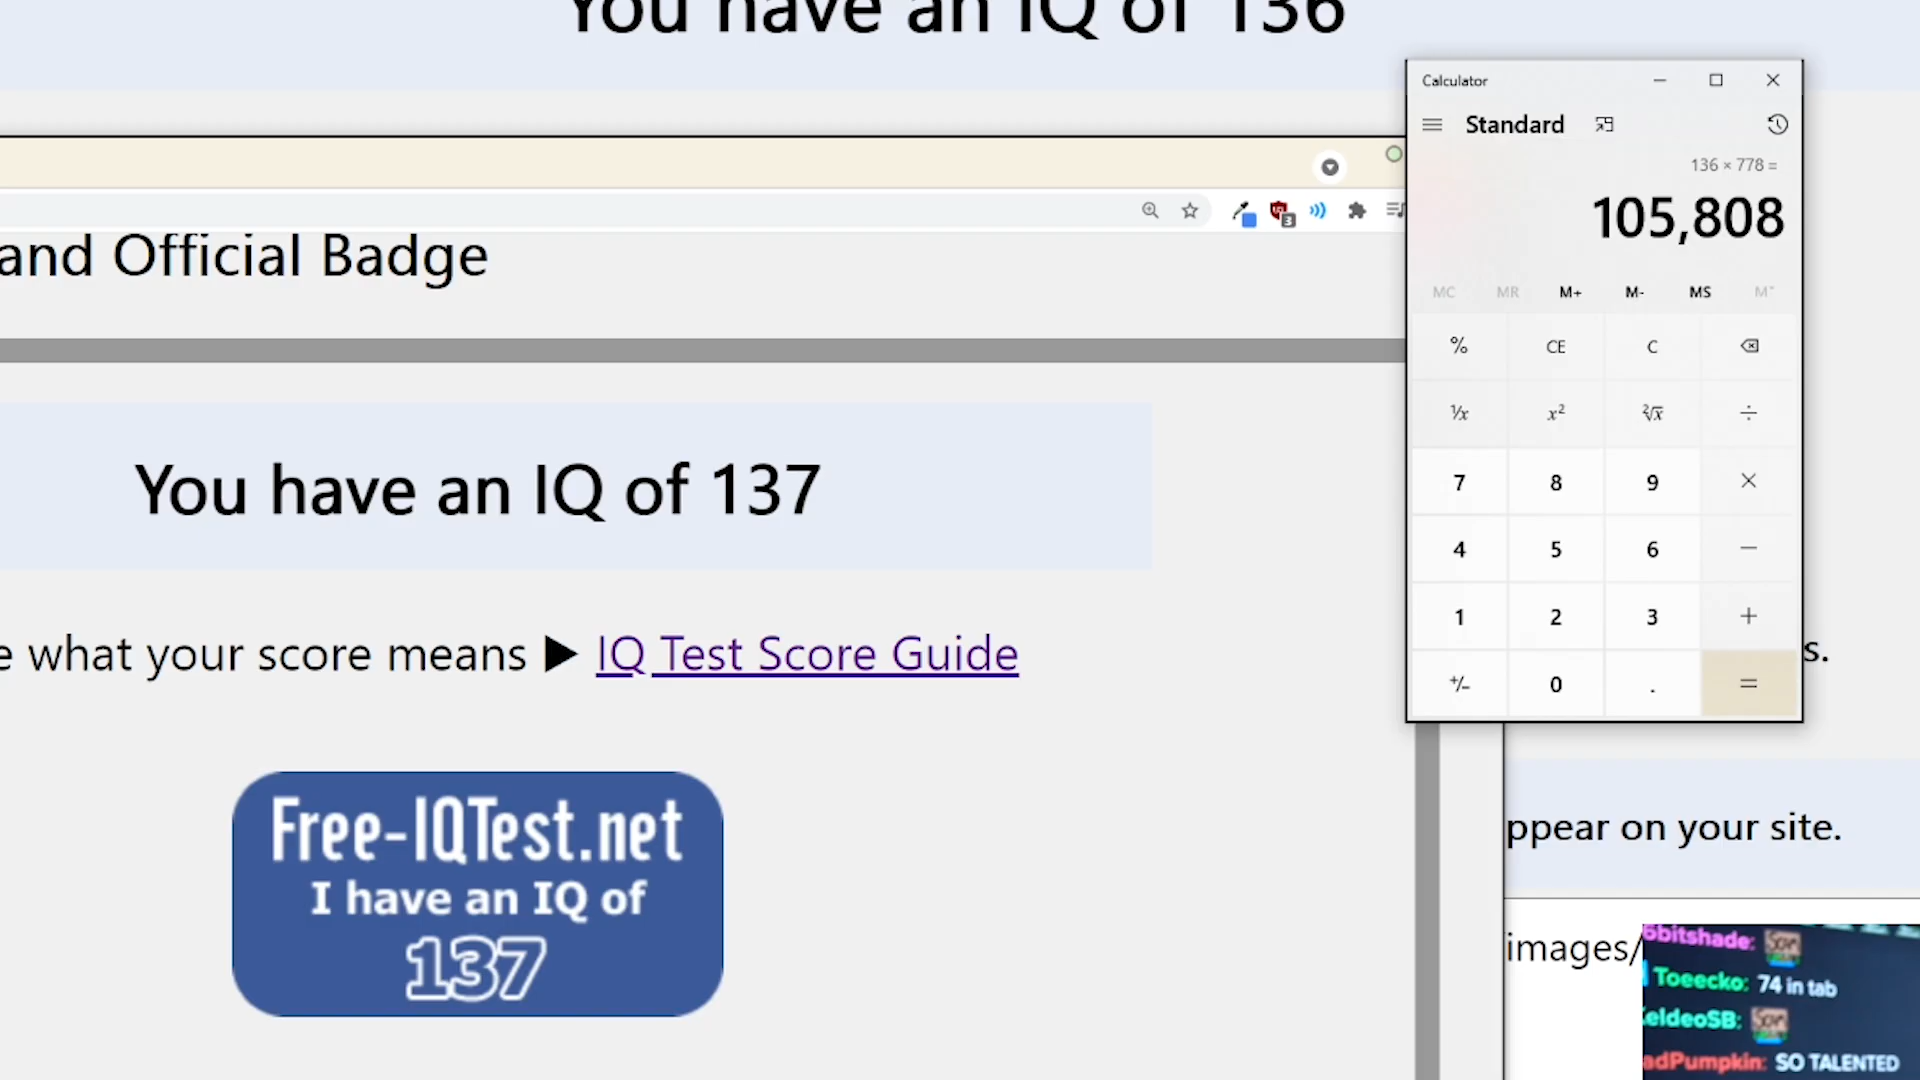 You have an IQ of 136
Calculator
Standard
136 × 778 =
105,808
MC MR M+ M- MS M˅
% CE C
⅟x x² ²√x ÷
7 8 9 ×
4 5 6 −
1 2 3 +
+/− 0 . =
3
and Official Badge
You have an IQ of 137
e what your score means ▶ IQ Test Score Guide
s.
Free-IQTest.net
I have an IQ of
137
ppear on your site.
images/
6bitshade:
Toeecko: 74 in tab
eldeoSB:
adPumpkin: SO TALENTED